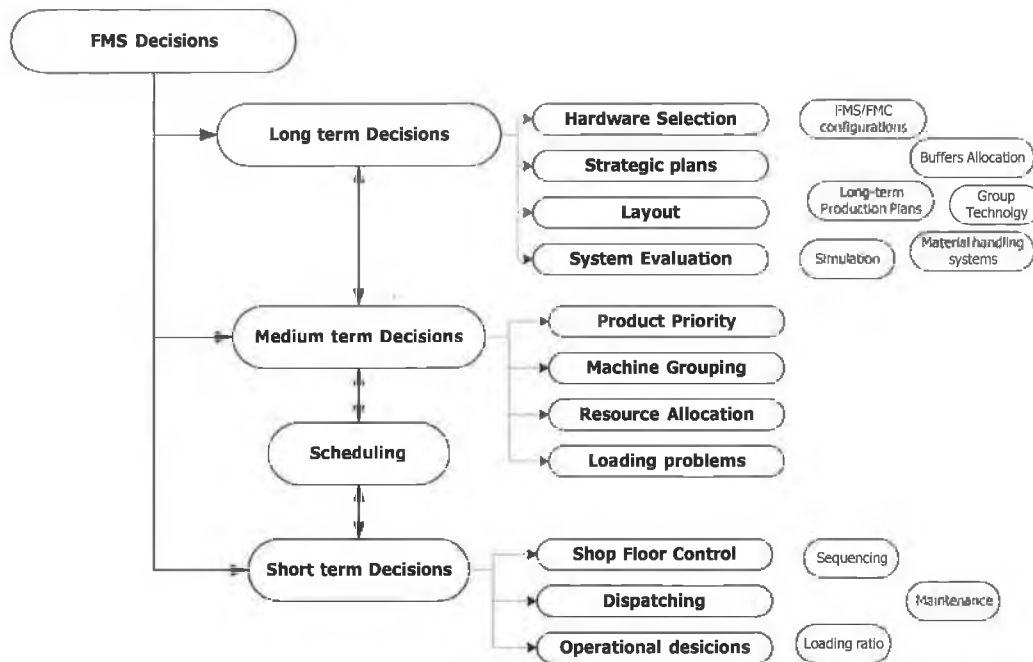 FMS Decisions
Long term Decisions
Hardware Selection
FMS/FMC
configurations
Strategic plans
Buffers Allocation
Layout
Long-term
Production Plans
Group
Technolgy
System Evaluation
Simulation
Material handling
systems
Medium term Decisions
Product Priority
Machine Grouping
Resource Allocation
Loading problems
Scheduling
Short term Decisions
Shop Floor Control
Sequencing
Dispatching
Maintenance
Operational desicions
Loading ratio